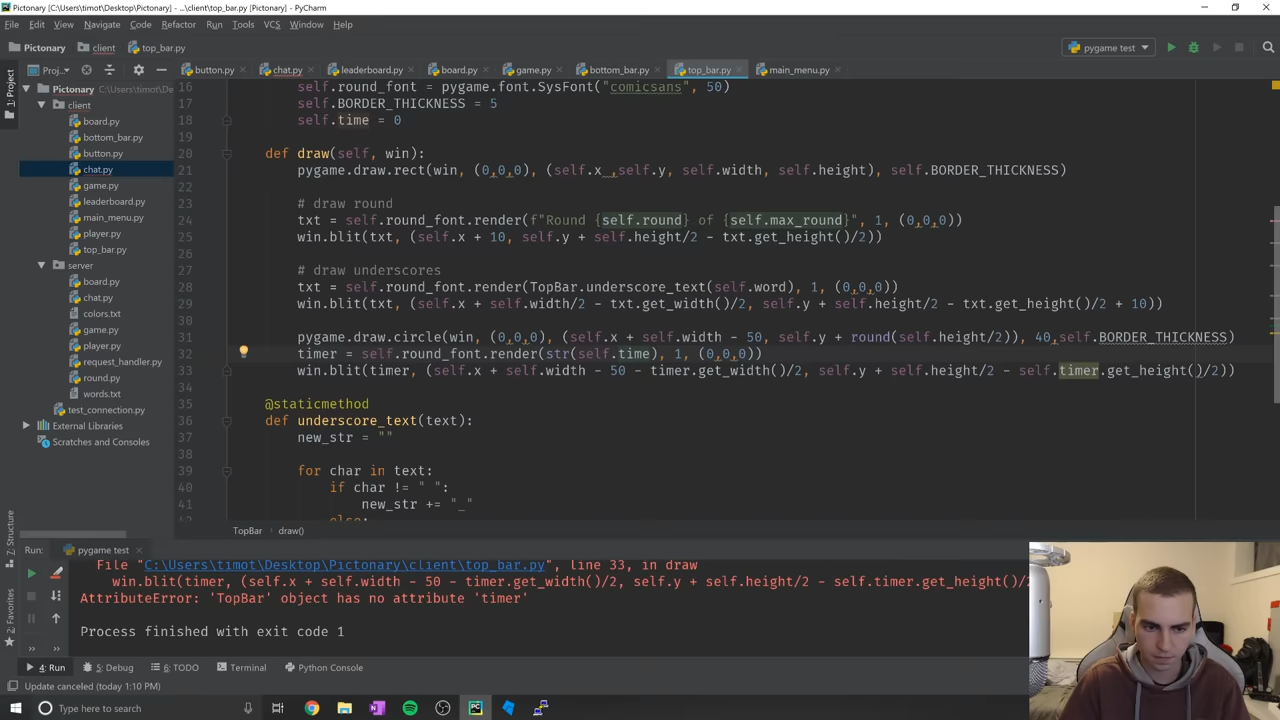 Pictionary [C:\Users\timot\Desktop\Pictonary] - ...\client\top_bar.py [Pictonary] - PyCharm
File Edit View Navigate Code Refactor Run Tools VCS Window Help
Pictonary client top_bar.py pygame test
Proj... button.py chat.py leaderboard.py board.py game.py bottom_bar.py top_bar.py main_menu.py
1: Project
Pictonary C:\Users\timot\D
client
board.py
bottom_bar.py
button.py
chat.py
game.py
leaderboard.py
main_menu.py
player.py
top_bar.py
server
board.py
chat.py
colors.txt
game.py
player.py
request_handler.py
round.py
words.txt
test_connection.py
External Libraries
Scratches and Consoles
16 self.round_font = pygame.font.SysFont("comicsans", 50)
17 self.BORDER_THICKNESS = 5
18 self.time = 0
19
20 def draw(self, win):
21 pygame.draw.rect(win, (0,0,0), (self.x ,self.y, self.width, self.height), self.BORDER_THICKNESS)
22
23 # draw round
24 txt = self.round_font.render(f"Round {self.round} of {self.max_round}", 1, (0,0,0))
25 win.blit(txt, (self.x + 10, self.y + self.height/2 - txt.get_height()/2))
26
27 # draw underscores
28 txt = self.round_font.render(TopBar.underscore_text(self.word), 1, (0,0,0))
29 win.blit(txt, (self.x + self.width/2 - txt.get_width()/2, self.y + self.height/2 - txt.get_height()/2 + 10))
30
31 pygame.draw.circle(win, (0,0,0), (self.x + self.width - 50, self.y + round(self.height/2)), 40,self.BORDER_THICKNESS)
32 timer = self.round_font.render(str(self.time), 1, (0,0,0))
33 win.blit(timer, (self.x + self.width - 50 - timer.get_width()/2, self.y + self.height/2 - self.timer.get_height()/2))
34
35 @staticmethod
36 def underscore_text(text):
37 new_str = ""
38
39 for char in text:
40 if char != " ":
41 new_str += "_"
42 else:
TopBar draw()
7: Structure
2: Favorites
Run: pygame test
File "C:\Users\timot\Desktop\Pictonary\client\top_bar.py", line 33, in draw
win.blit(timer, (self.x + self.width - 50 - timer.get_width()/2, self.y + self.height/2 - self.timer.get_height()/
AttributeError: 'TopBar' object has no attribute 'timer'
Process finished with exit code 1
4: Run 5: Debug 6: TODO Terminal Python Console
Update canceled (today 1:10 PM)
Type here to search